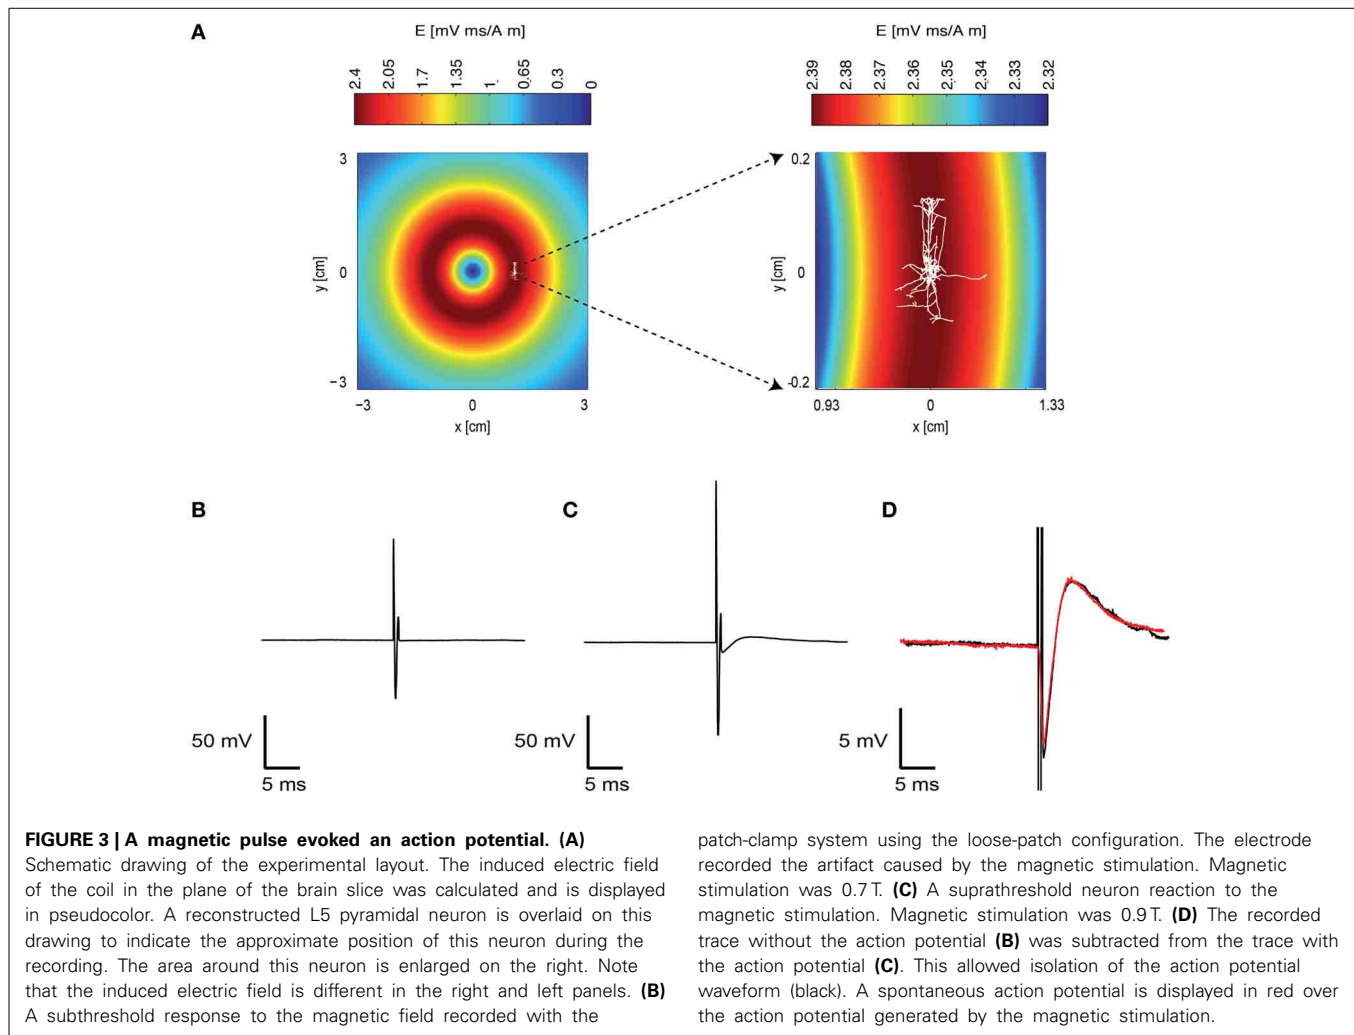 A
E [mV ms/A m]
2.4 2.05 1.7 1.35 1. 0.65 0.3 0
3
0
−3
y [cm]
−3 0 3
x [cm]
E [mV ms/A m]
2.39 2.38 2.37 2.36 2.35 2.34 2.33 2.32
0.2
0
-0.2
y [cm]
0.93 0 1.33
x [cm]
B
50 mV
5 ms
C
50 mV
5 ms
D
5 mV
5 ms
FIGURE 3 | A magnetic pulse evoked an action potential. (A)
Schematic drawing of the experimental layout. The induced electric field
of the coil in the plane of the brain slice was calculated and is displayed
in pseudocolor. A reconstructed L5 pyramidal neuron is overlaid on this
drawing to indicate the approximate position of this neuron during the
recording. The area around this neuron is enlarged on the right. Note
that the induced electric field is different in the right and left panels. (B)
A subthreshold response to the magnetic field recorded with the
patch-clamp system using the loose-patch configuration. The electrode
recorded the artifact caused by the magnetic stimulation. Magnetic
stimulation was 0.7 T. (C) A suprathreshold neuron reaction to the
magnetic stimulation. Magnetic stimulation was 0.9 T. (D) The recorded
trace without the action potential (B) was subtracted from the trace with
the action potential (C). This allowed isolation of the action potential
waveform (black). A spontaneous action potential is displayed in red over
the action potential generated by the magnetic stimulation.